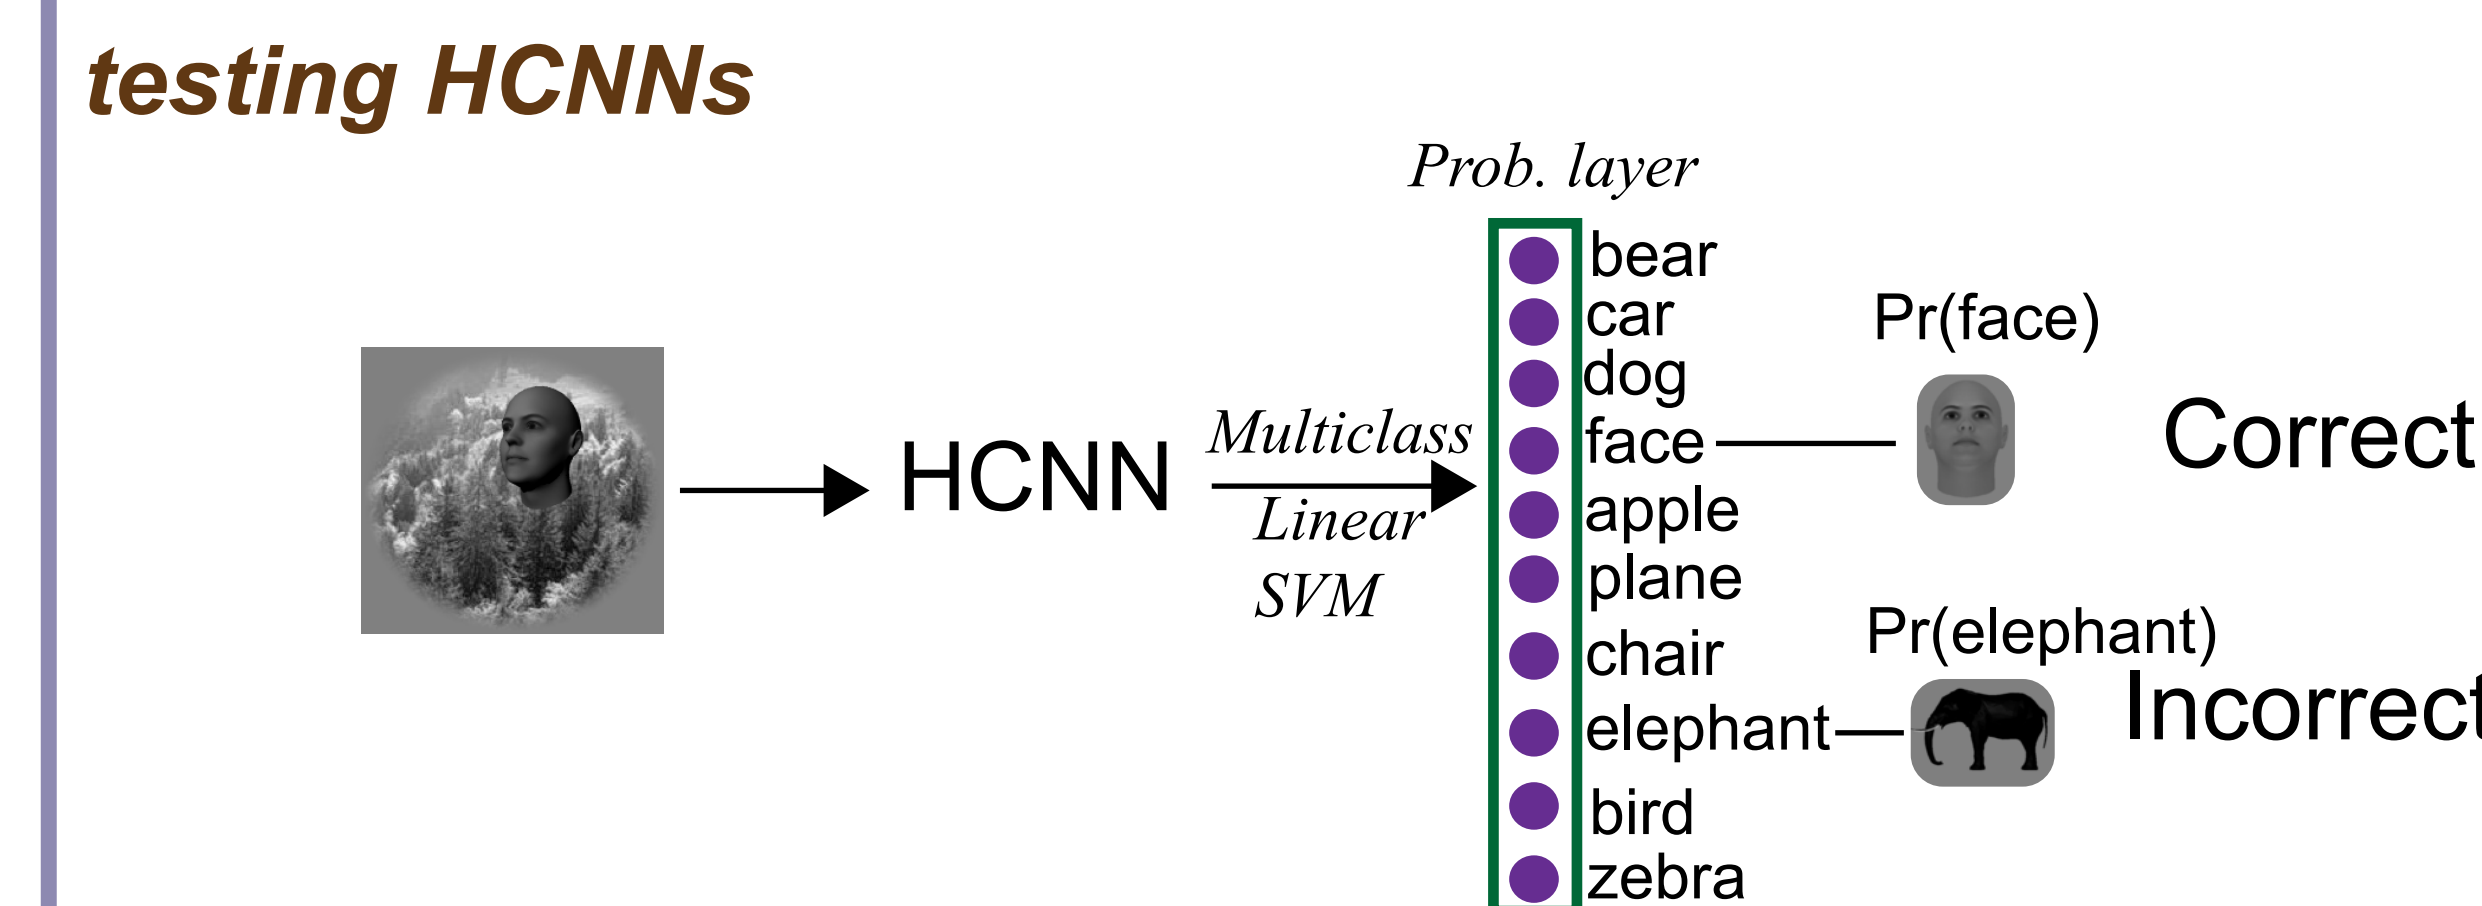 testing HCNNs
Prob. layer
bear
car
dog
face
apple
plane
chair
elephant
bird
zebra
HCNN
Multiclass
Linear
SVM
Pr(face)
Correct
Pr(elephant)
Incorrect